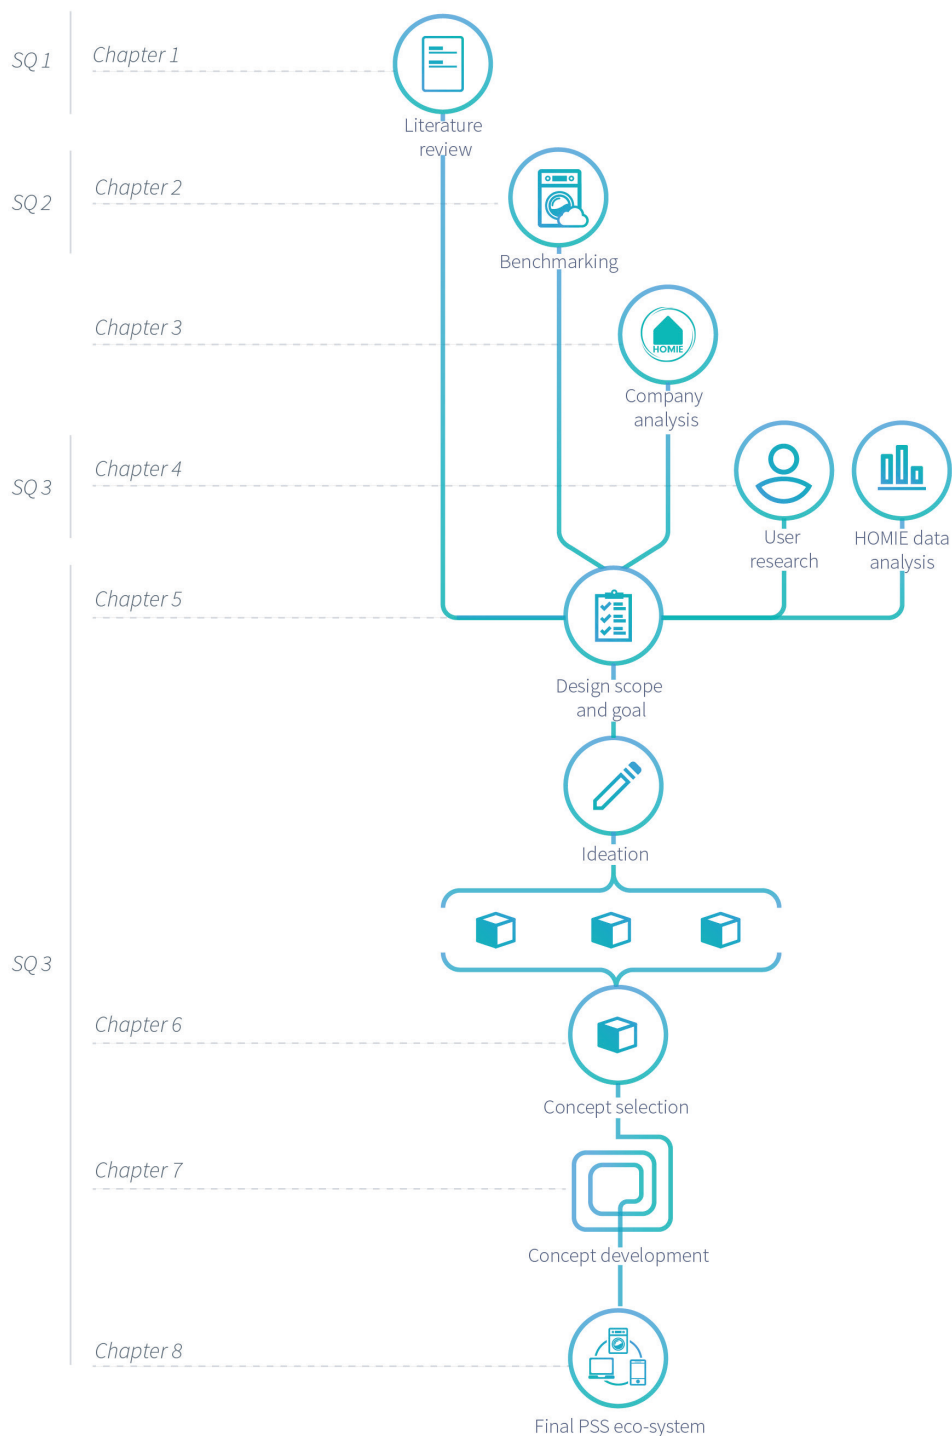 SQ 1
Chapter 1
Literature
review
SQ 2
Chapter 2
Benchmarking
Chapter 3
HOMIE
Company
analysis
SQ 3
Chapter 4
User
research
HOMIE data
analysis
Chapter 5
Design scope
and goal
Ideation
SQ 3
Chapter 6
Concept selection
Chapter 7
Concept development
Chapter 8
Final PSS eco-system